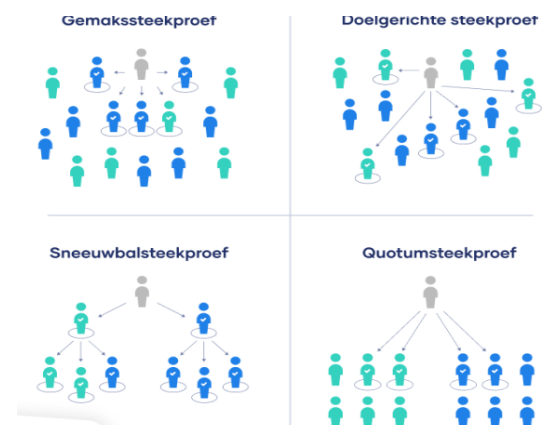 Gemakssteekproef
Doelgerichte steekproef
Sneeuwbalsteekproef
Quotumsteekproef